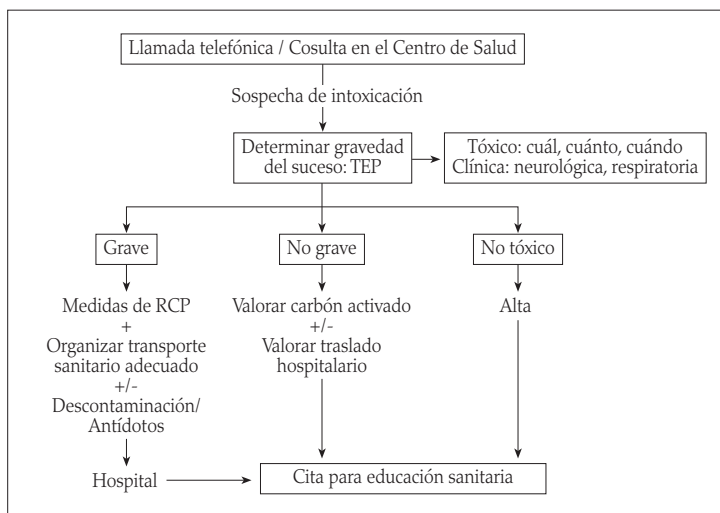 Llamada telefónica / Cosulta en el Centro de Salud
Sospecha de intoxicación
Determinar gravedad
del suceso: TEP
Tóxico: cuál, cuánto, cuándo
Clínica: neurológica, respiratoria
Grave
No grave
No tóxico
Medidas de RCP
+
Organizar transporte
sanitario adecuado
+/-
Descontaminación/
Antídotos
Valorar carbón activado
+/-
Valorar traslado
hospitalario
Alta
Hospital
Cita para educación sanitaria